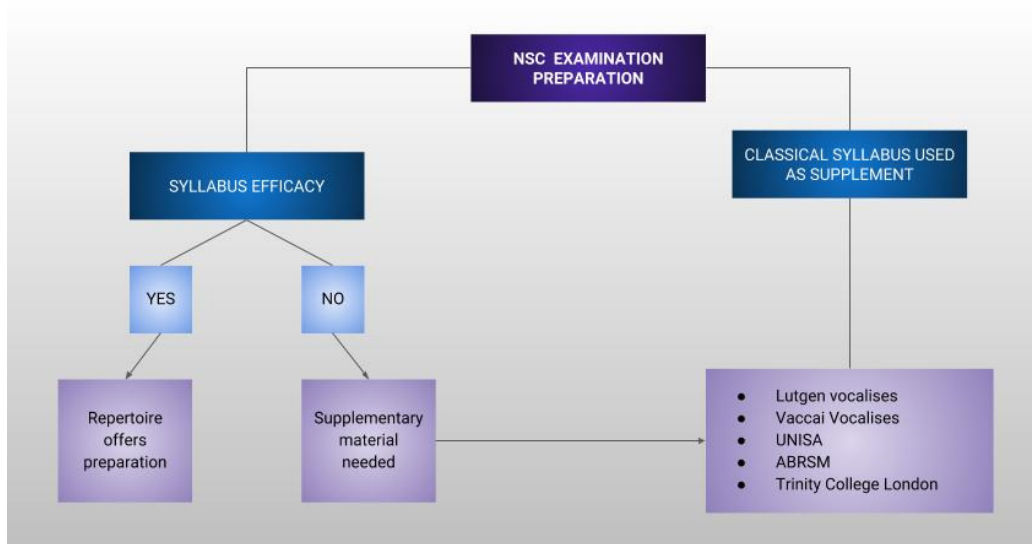 NSC EXAMINATION
PREPARATION
SYLLABUS EFFICACY
CLASSICAL SYLLABUS USED
AS SUPPLEMENT
YES
NO
Repertoire
offers
preparation
Supplementary
material
needed
● Lutgen vocalises
● Vaccai Vocalises
● UNISA
● ABRSM
● Trinity College London